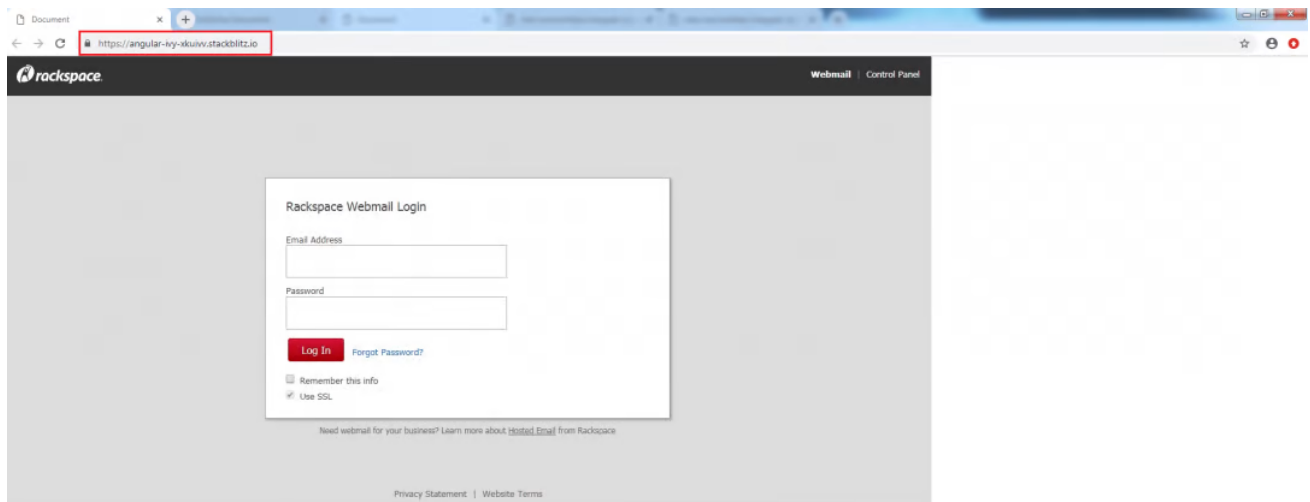 Document
https://angular-ivy-xkuivv.stackblitz.io
rackspace.
Webmail | Control Panel
Rackspace Webmail Login
Email Address
Password
Log In Forgot Password?
Remember this info
Use SSL
Need webmail for your business? Learn more about Hosted Email from Rackspace
Privacy Statement | Website Terms